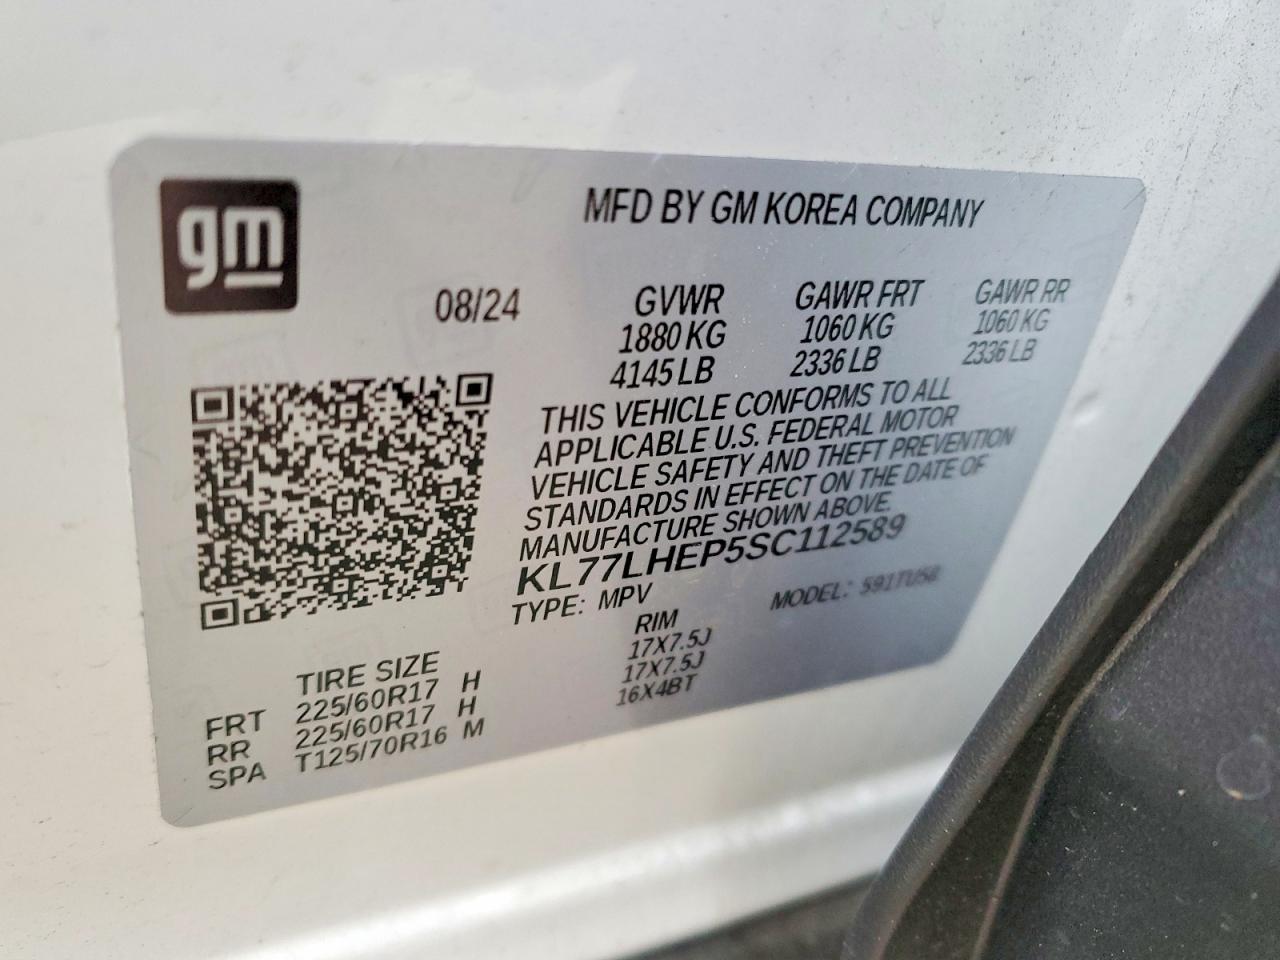 gm
MFD BY GM KOREA COMPANY
08/24
GVWR GAWR FRT GAWR RR
1880 KG 1060 KG 1060 KG
4145 LB 2336 LB 2336 LB
THIS VEHICLE CONFORMS TO ALL
APPLICABLE U.S. FEDERAL MOTOR
VEHICLE SAFETY AND THEFT PREVENTION
STANDARDS IN EFFECT ON THE DATE OF
MANUFACTURE SHOWN ABOVE.
KL77LHEP5SC112589
TYPE: MPV MODEL:
TIRE SIZE RIM
FRT 225/60R17 H 17X7.5J
RR 225/60R17 H 17X7.5J
SPA T125/70R16 M 16X4BT